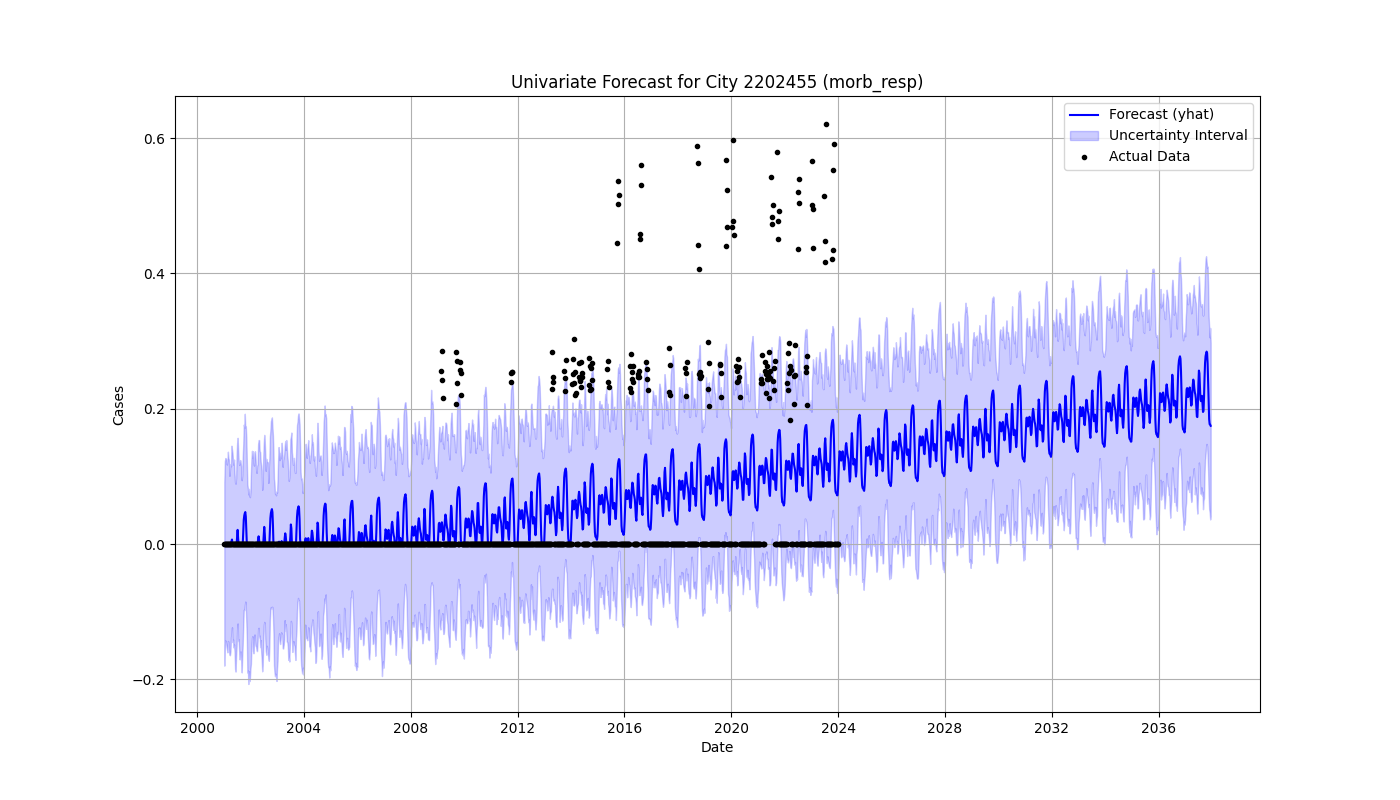 Univariate Forecast for City 2202455 (morb_resp)
Forecast (yhat)
Uncertainty Interval
Actual Data
Cases
0.6
0.4
0.2
0.0
−0.2
2000
2004
2008
2012
2016
2020
2024
2028
2032
2036
Date